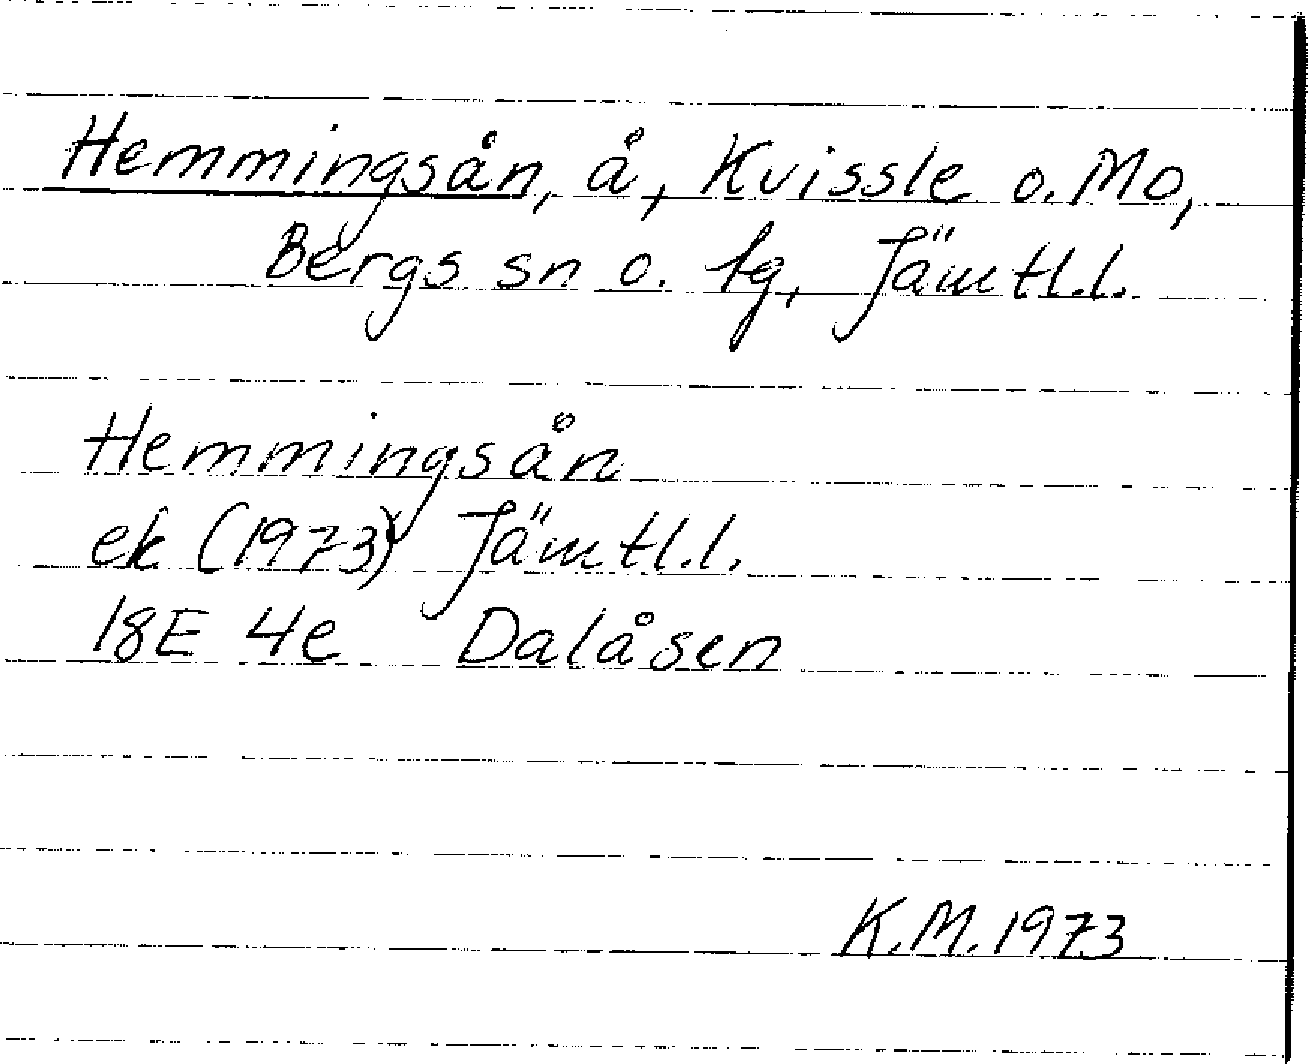 Hemmingsån, å, Kvissle o. Mo,
Bergs sn o. tg, Jämtl.l.
Hemmingsån
ek (1973) Jämtl.l.
18E 4e Dalåsen
K.M. 1973